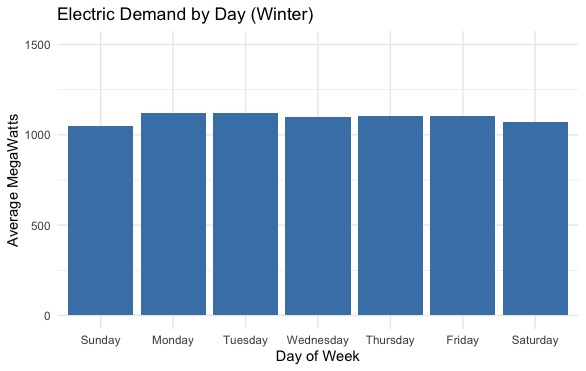 Electric Demand by Day (Winter)
1500
1000
500
0
Average MegaWatts
Sunday Monday Tuesday Wednesday Thursday Friday Saturday
Day of Week